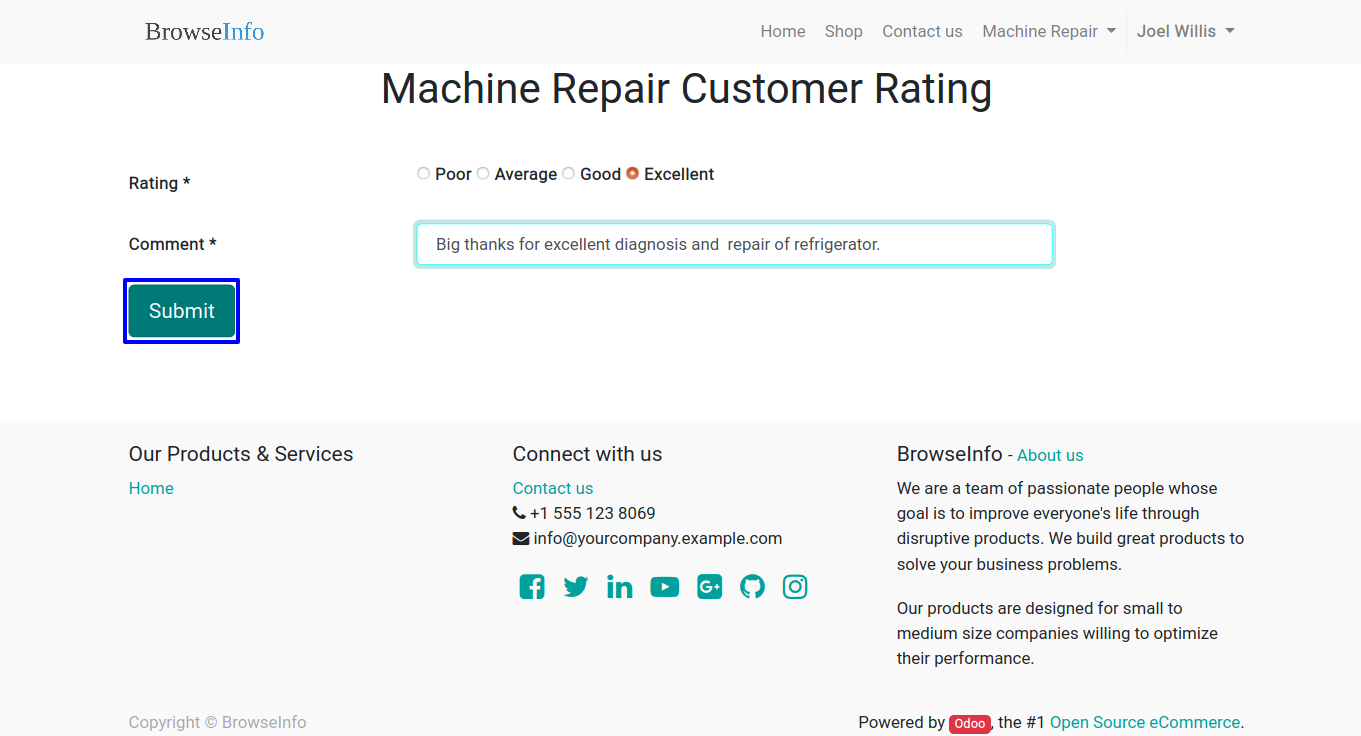 BrowseInfo
Home Shop Contact us Machine Repair Joel Willis
Machine Repair Customer Rating
Rating *
Poor Average Good Excellent
Comment *
Big thanks for excellent diagnosis and  repair of refrigerator.
Submit
Our Products & Services
Home
Connect with us
Contact us
+1 555 123 8069
info@yourcompany.example.com
BrowseInfo - About us
We are a team of passionate people whose
goal is to improve everyone's life through
disruptive products. We build great products to
solve your business problems.
Our products are designed for small to
medium size companies willing to optimize
their performance.
Copyright © BrowseInfo
Powered by Odoo, the #1 Open Source eCommerce.